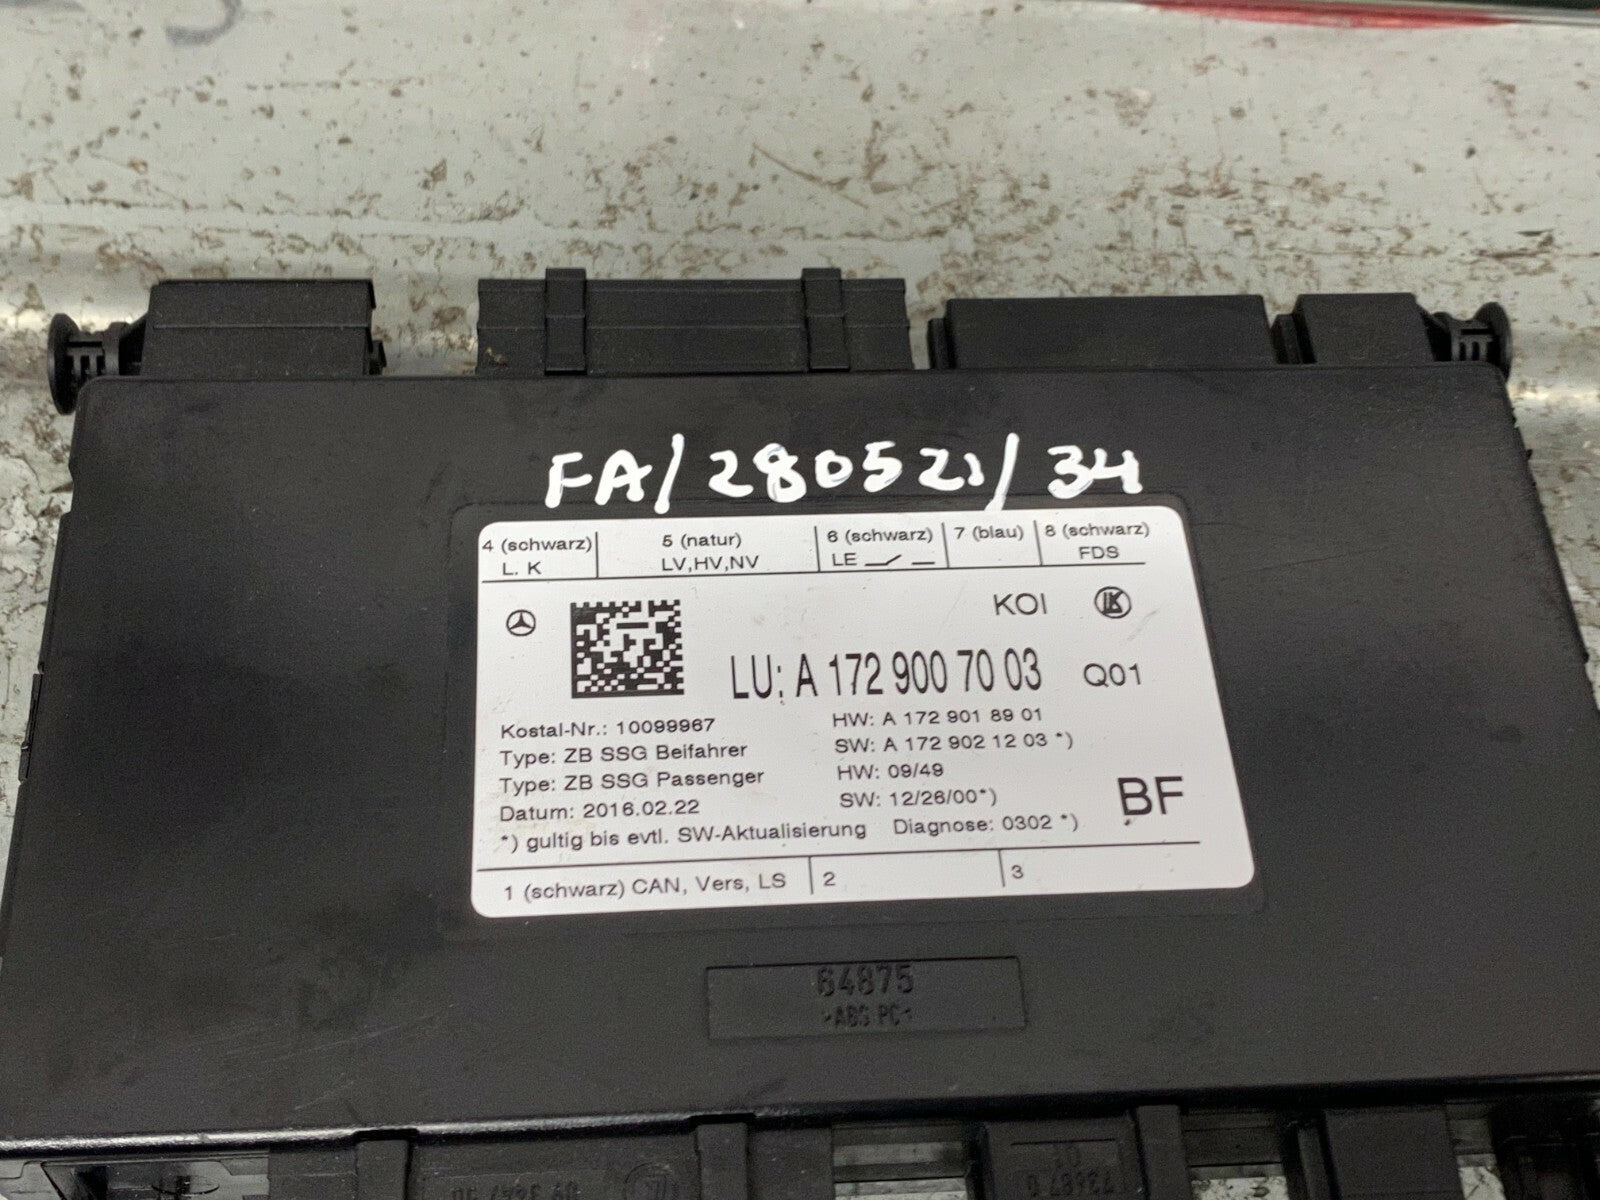 FA/280521/34
4 (schwarz) 5 (natur) 6 (schwarz) 7 (blau) 8 (schwarz)
L. K LV,HV,NV LE FDS
KOI
LU: A 172 900 70 03 Q01
Kostal-Nr.: 10099967 HW: A 172 901 89 01
Type: ZB SSG Beifahrer SW: A 172 902 12 03 *)
Type: ZB SSG Passenger HW: 09/49
Datum: 2016.02.22 SW: 12/26/00*) BF
*) gultig bis evtl. SW-Aktualisierung Diagnose: 0302 *)
1 (schwarz) CAN, Vers, LS 2 3
64875
>ABS PC<